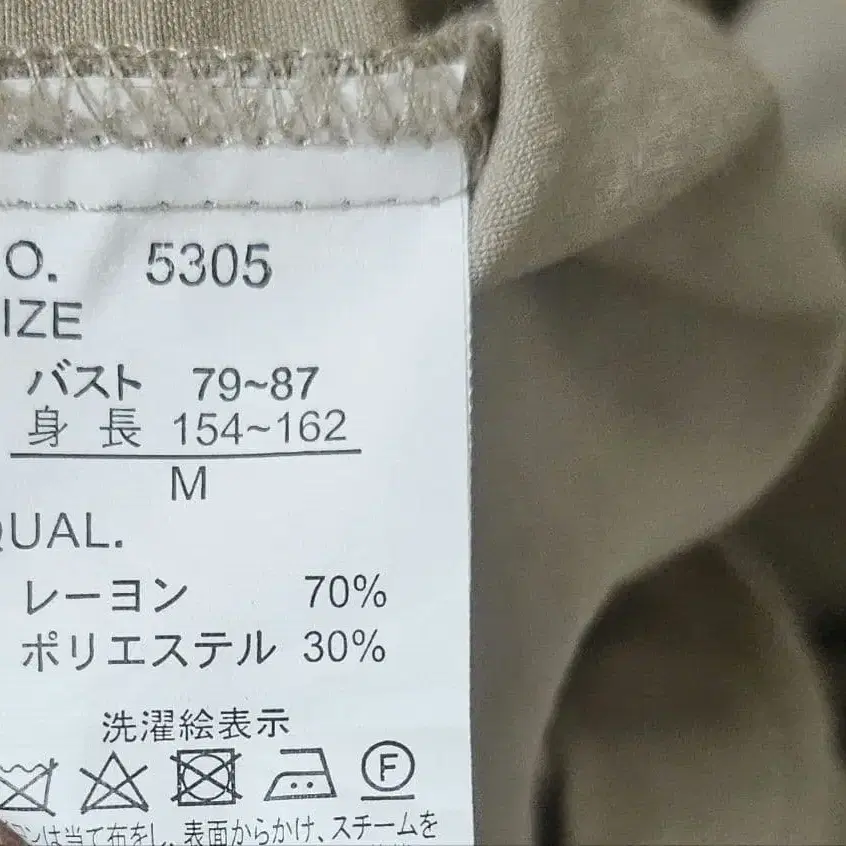 O. 5305
IZE
バスト 79~87
身 長 154~162
M
QUAL.
レーヨン 70%
ポリエステル 30%
洗濯絵表示
F
ンは当て布をし、表面からかけ、スチームを